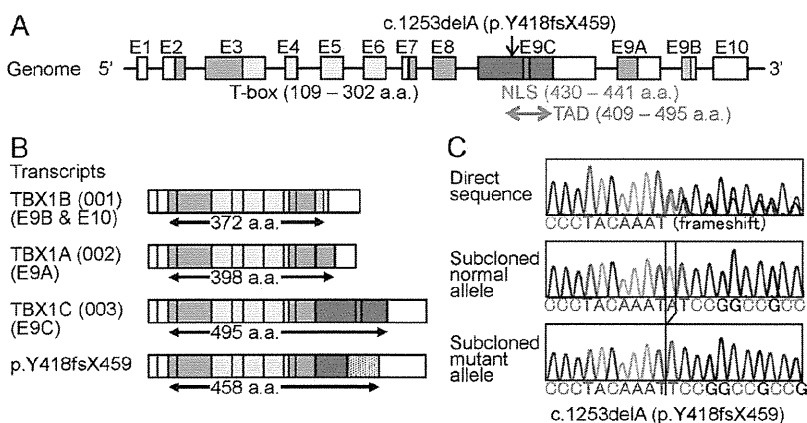 A
c.1253delA (p.Y418fsX459)
E1 E2 E3 E4 E5 E6 E7 E8 E9C E9A E9B E10
Genome 5' 3'
T-box (109 – 302 a.a.)
NLS (430 – 441 a.a.)
TAD (409 – 495 a.a.)
B
Transcripts
TBX1B (001)
(E9B & E10)
372 a.a.
TBX1A (002)
(E9A)
398 a.a.
TBX1C (003)
(E9C)
495 a.a.
p.Y418fsX459
458 a.a.
C
Direct
sequence
CCCTACAAAT (frameshift)
Subcloned
normal
allele
CCCTACAAATATCCGGCCGCC
Subcloned
mutant
allele
CCCTACAAATTCCGGCCGCCG
c.1253delA (p.Y418fsX459)